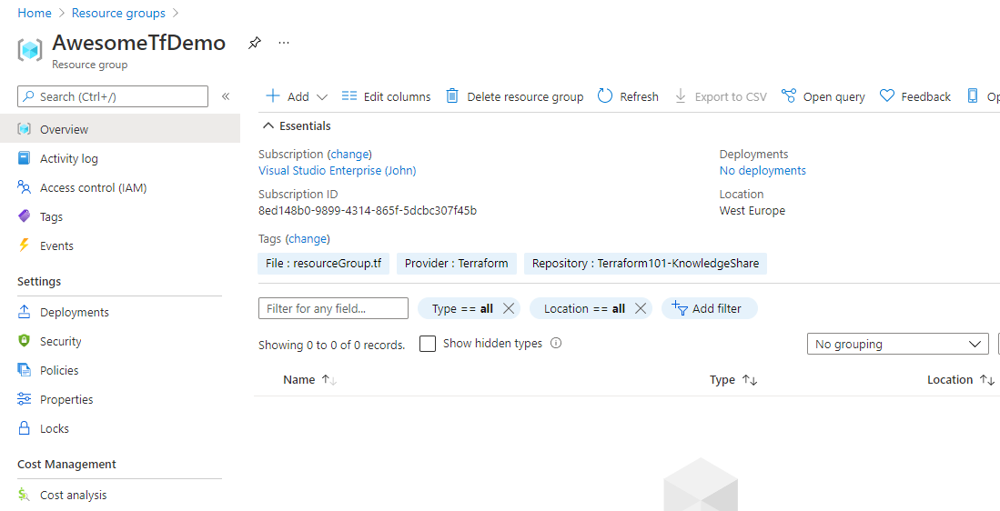 Home > Resource groups >
AwesomeTfDemo ...
Resource group
Search (Ctrl+/) «
Overview
Activity log
Access control (IAM)
Tags
Events
Settings
Deployments
Security
Policies
Properties
Locks
Cost Management
Cost analysis
Add Edit columns Delete resource group Refresh Export to CSV Open query Feedback Op
Essentials
Subscription (change)
Visual Studio Enterprise (John)
Subscription ID
8ed148b0-9899-4314-865f-5dcbc307f45b
Deployments
No deployments
Location
West Europe
Tags (change)
File : resourceGroup.tf Provider : Terraform Repository : Terraform101-KnowledgeShare
Filter for any field... Type == all Location == all Add filter
Showing 0 to 0 of 0 records. Show hidden types No grouping
Name Type Location